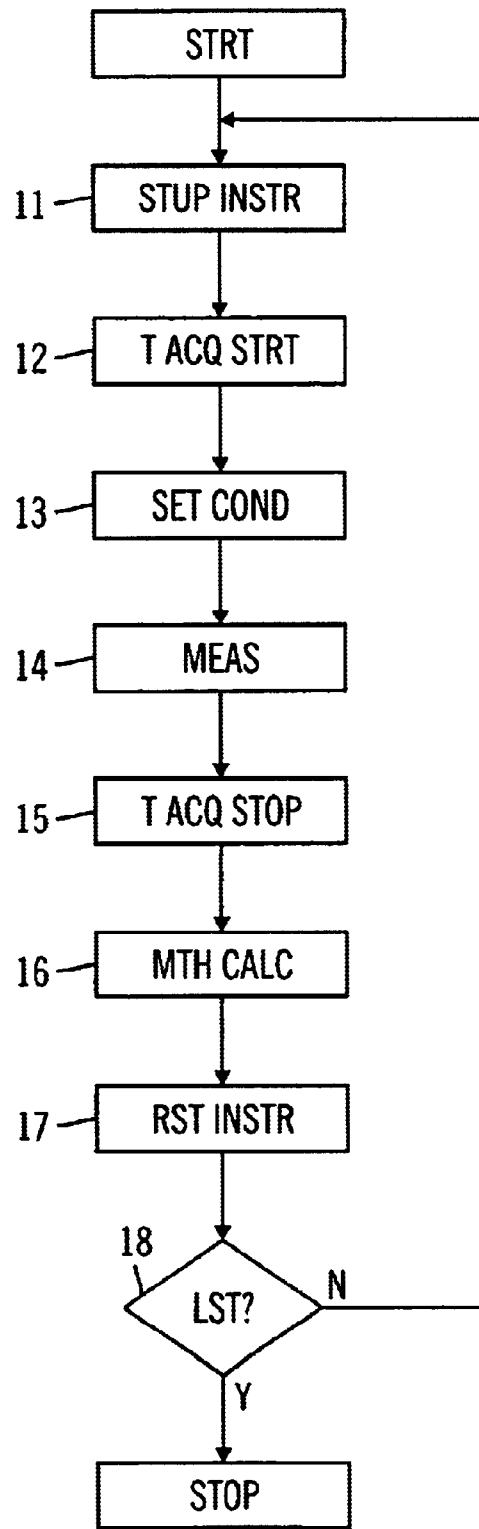 STRT
11 STUP INSTR
12 T ACQ STRT
13 SET COND
14 MEAS
15 T ACQ STOP
16 MTH CALC
17 RST INSTR
18
LST? N
Y
STOP